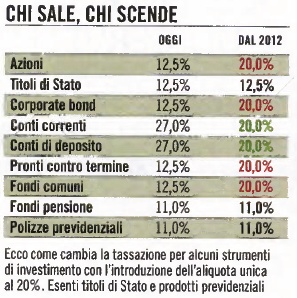 CHI SALE, CHI SCENDE
OGGI DAL 2012
Azioni 12,5% 20,0%
Titoli di Stato 12,5% 12,5%
Corporate bond 12,5% 20,0%
Conti correnti 27,0% 20,0%
Conti di deposito 27,0% 20,0%
Pronti contro termine 12,5% 20,0%
Fondi comuni 12,5% 20,0%
Fondi pensione 11,0% 11,0%
Polizze previdenziali 11,0% 11,0%
Ecco come cambia la tassazione per alcuni strumenti
di investimento con l'introduzione dell'aliquota unica
al 20%. Esenti titoli di Stato e prodotti previdenziali